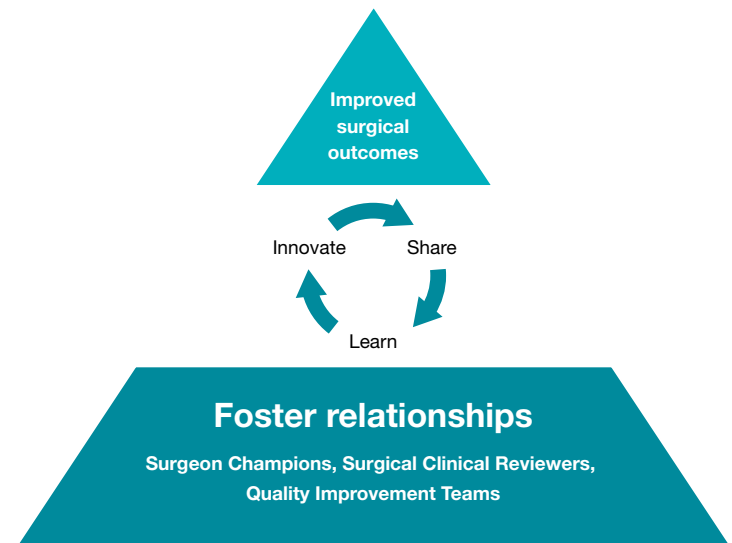 Improved
surgical
outcomes
Innovate
Share
Learn
Foster relationships
Surgeon Champions, Surgical Clinical Reviewers,
Quality Improvement Teams